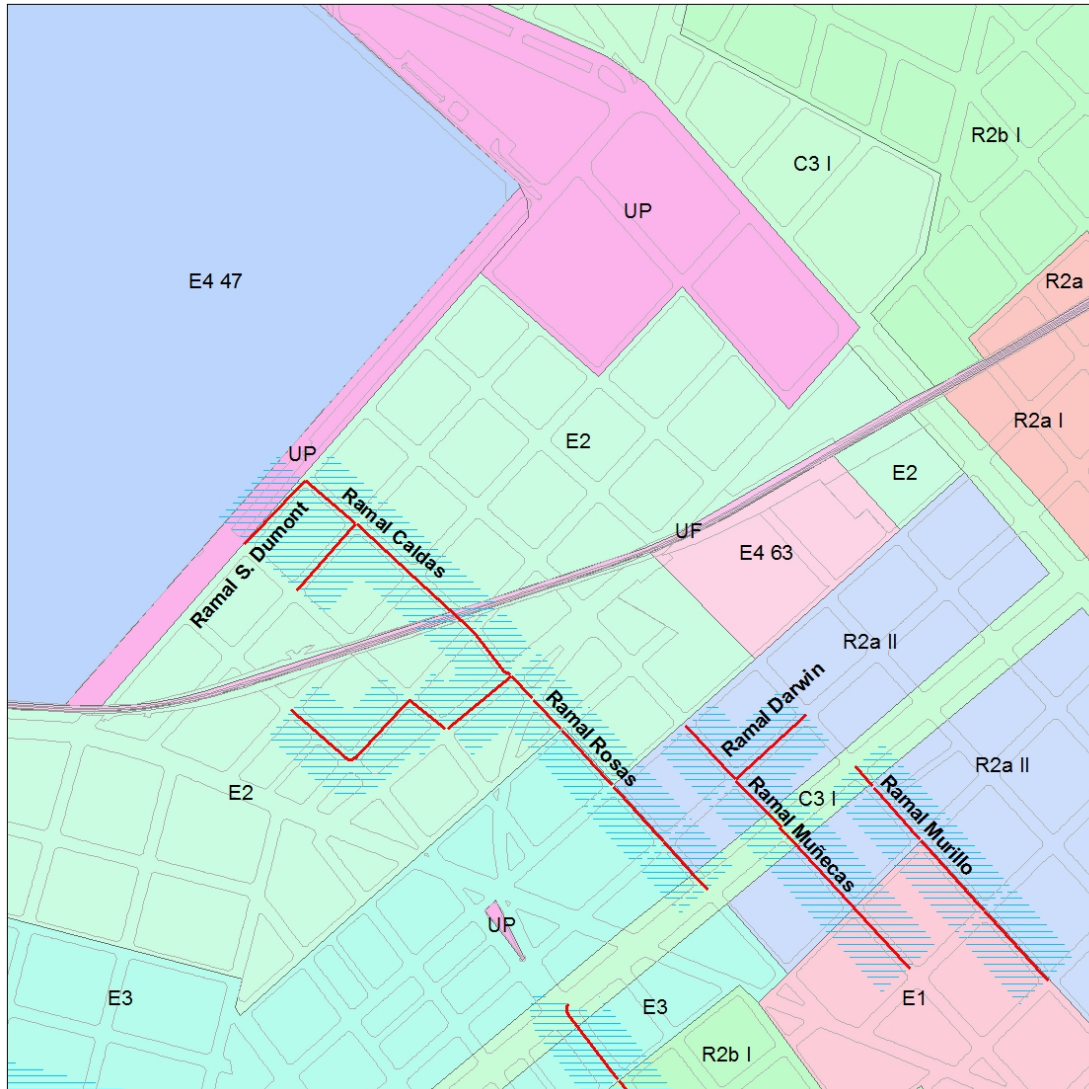 R2b I
C3 I
UP
R2a
E4 47
R2a I
E2
UP
E2
Ramal Caldas
UF
E4 63
Ramal S. Dumont
R2a II
Ramal Darwin
Ramal Rosas
R2a II
E2
C3 I
Ramal Murillo
Ramal Muñecas
UP
E3
E1
E3
R2b I